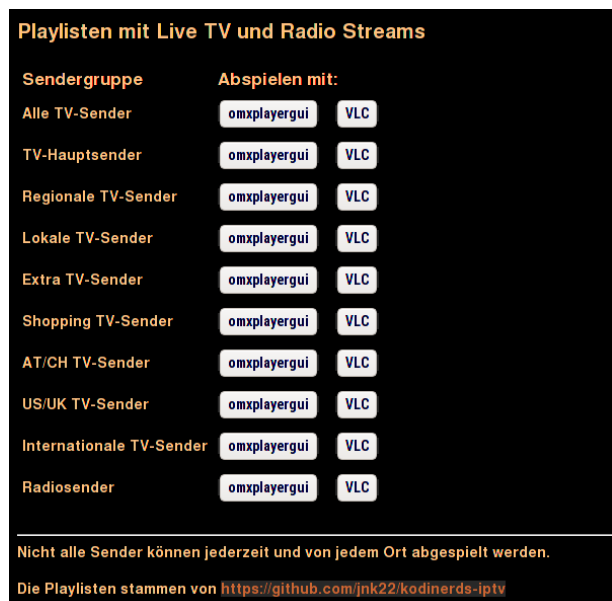 Playlisten mit Live TV und Radio Streams
Sendergruppe Abspielen mit:
Alle TV-Sender omxplayergui VLC
TV-Hauptsender omxplayergui VLC
Regionale TV-Sender omxplayergui VLC
Lokale TV-Sender omxplayergui VLC
Extra TV-Sender omxplayergui VLC
Shopping TV-Sender omxplayergui VLC
AT/CH TV-Sender omxplayergui VLC
US/UK TV-Sender omxplayergui VLC
Internationale TV-Sender omxplayergui VLC
Radiosender omxplayergui VLC
Nicht alle Sender können jederzeit und von jedem Ort abgespielt werden.
Die Playlisten stammen von https://github.com/jnk22/kodinerds-iptv